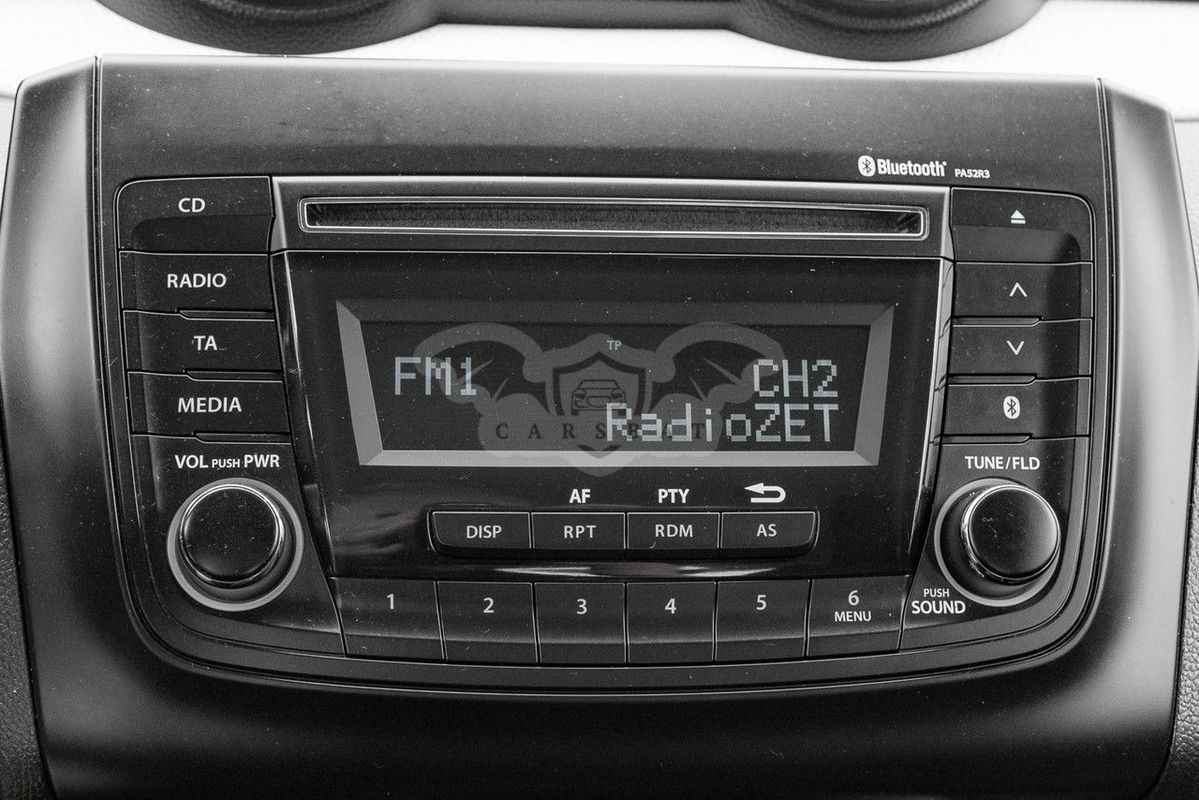 Bluetooth® PA52R3
CD
RADIO
TA
MEDIA
VOL PUSH PWR
TP
FM1 CH2
RadioZET
CARSBAT
TUNE/FLD
AF PTY
DISP RPT RDM AS
1 2 3 4 5 6
MENU
PUSH
SOUND